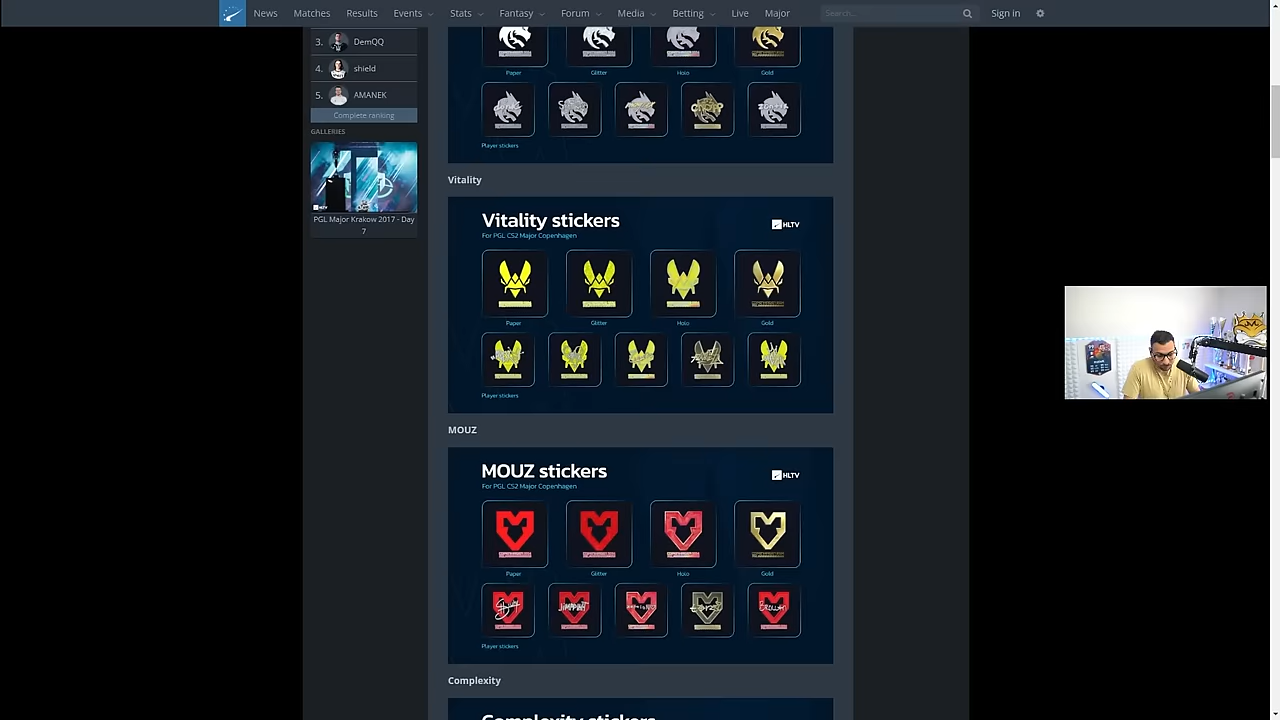 News
Matches
Results
Events
Stats
Fantasy
Forum
Media
Betting
Live
Major
Search...
Sign in
3. DemQQ
4. shield
5. AMANEK
Complete ranking
GALLERIES
HLTV
PGL Major Krakow 2017 - Day
7
Paper
Glitter
Holo
Gold
Player stickers
Vitality
Vitality stickers
HLTV
For PGL CS2 Major Copenhagen
Paper
Glitter
Holo
Gold
Player stickers
MOUZ
MOUZ stickers
HLTV
For PGL CS2 Major Copenhagen
Paper
Glitter
Holo
Gold
Player stickers
Complexity
Complexity stickers